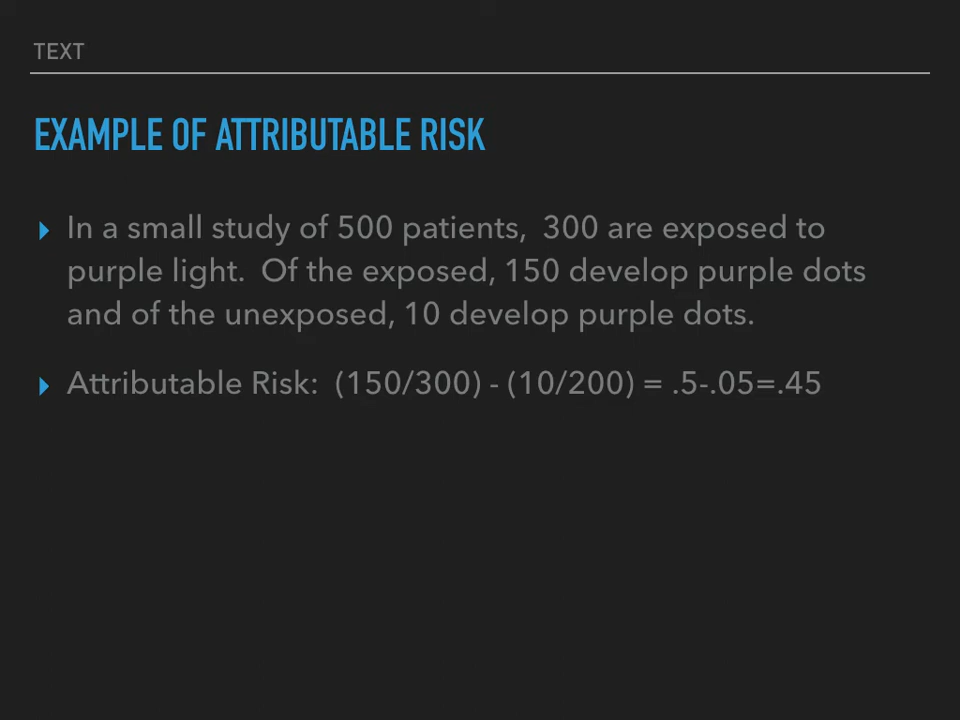 TEXT
EXAMPLE OF ATTRIBUTABLE RISK
In a small study of 500 patients,  300 are exposed to
purple light.  Of the exposed, 150 develop purple dots
and of the unexposed, 10 develop purple dots.
Attributable Risk:  (150/300) - (10/200) = .5-.05=.45